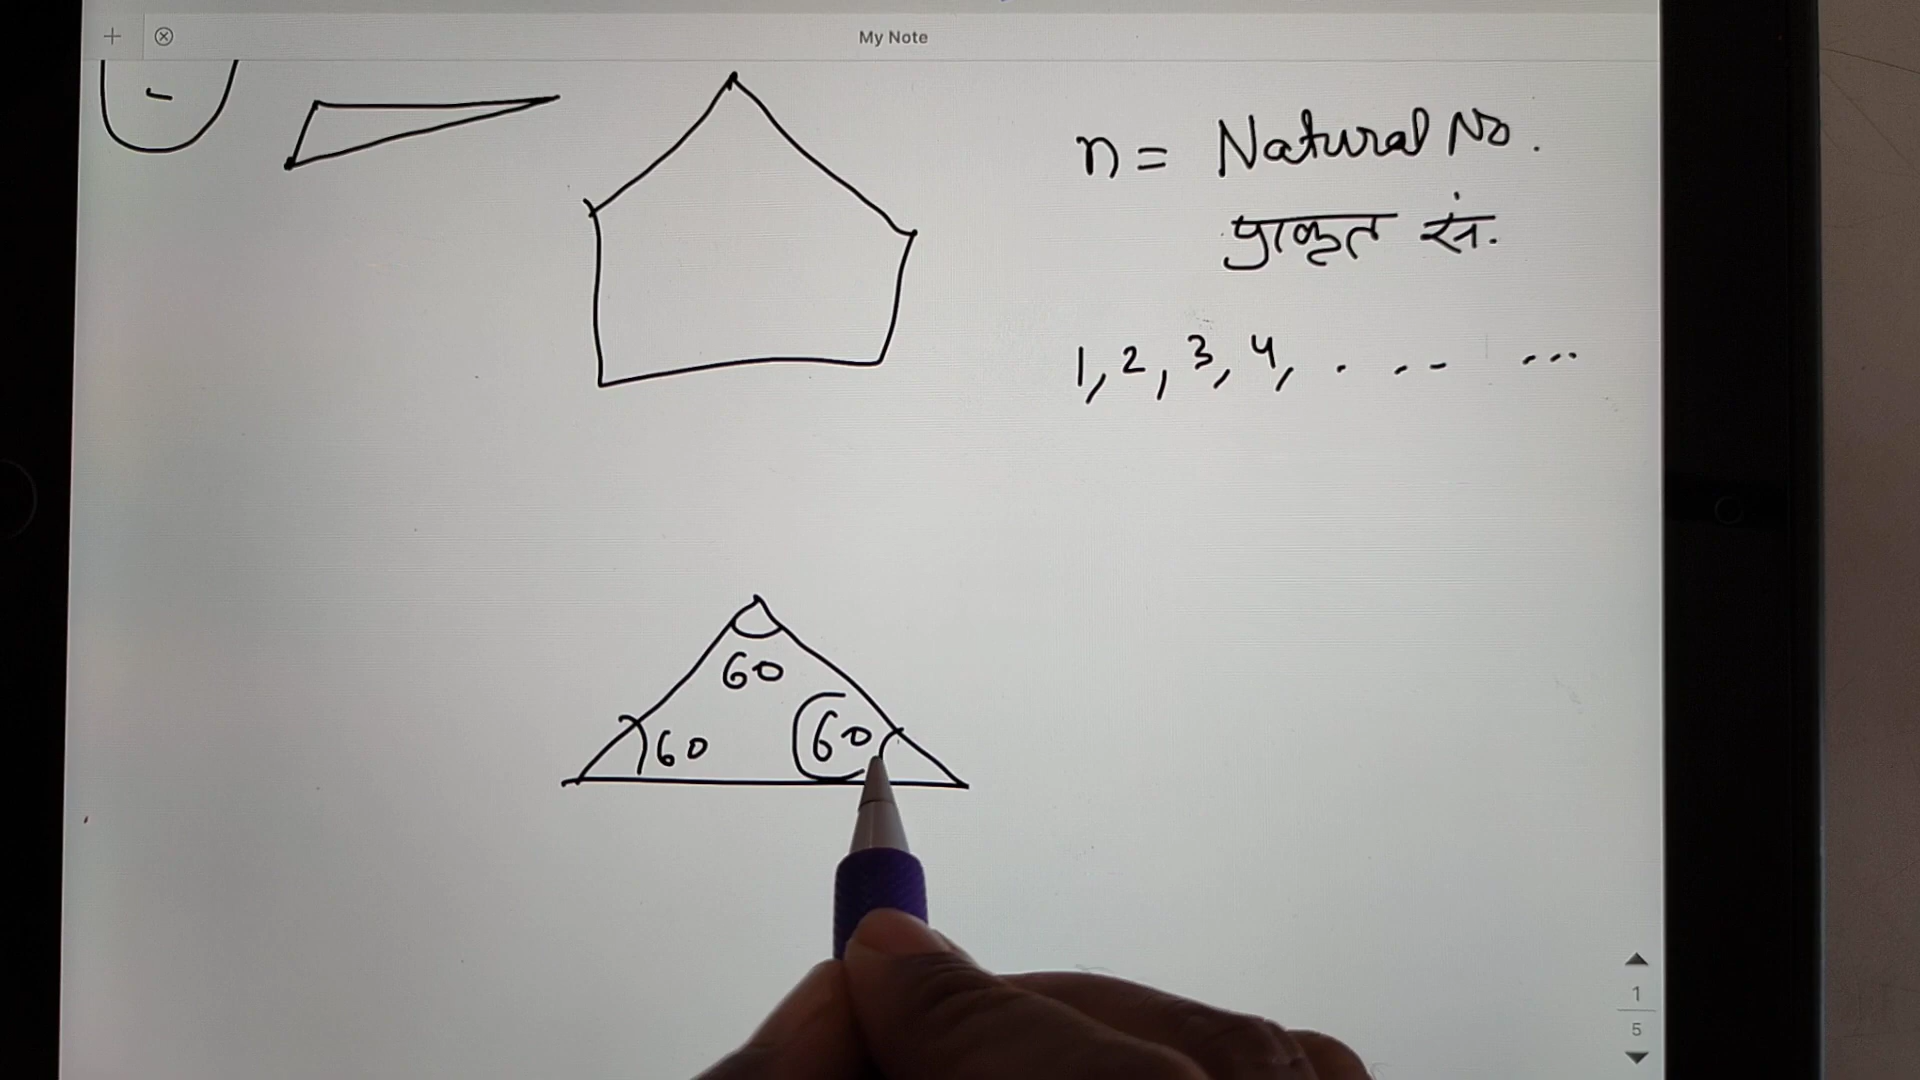 My Note
n = Natural No.
प्राकृत सं.
1, 2, 3, 4, . . . - ...
60
60
60
1
5